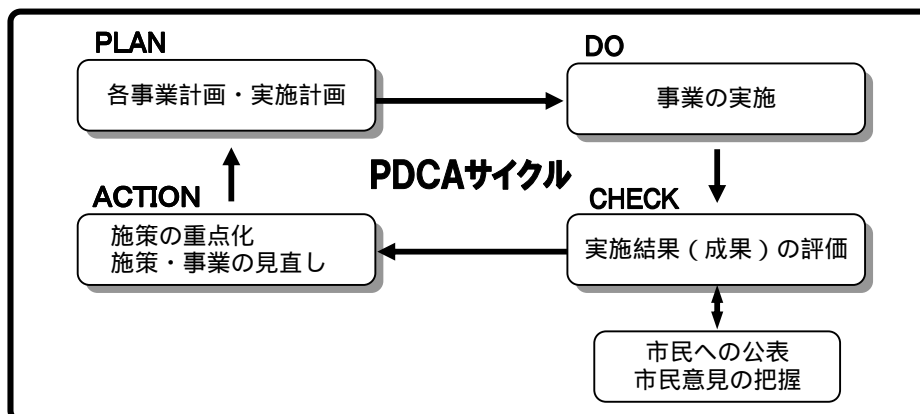 PLAN
各事業計画・実施計画
DO
事業の実施
PDCAサイクル
ACTION
施策の重点化
施策・事業の見直し
CHECK
実施結果（成果）の評価
市民への公表
市民意見の把握